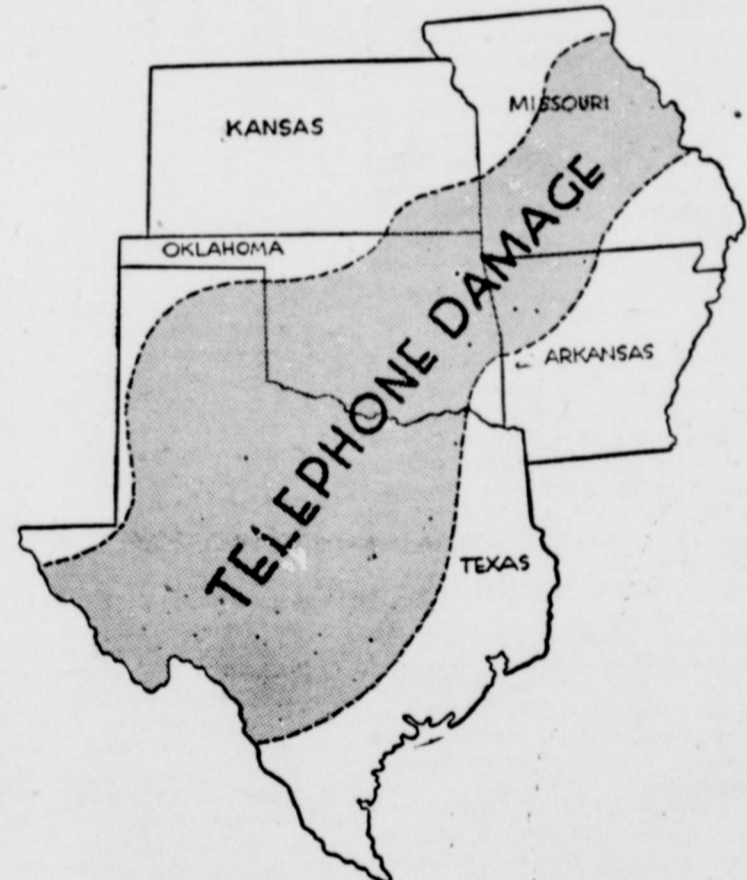 MISSOURI
KANSAS
OKLAHOMA
TELEPHONE DAMAGE
ARKANSAS
TEXAS